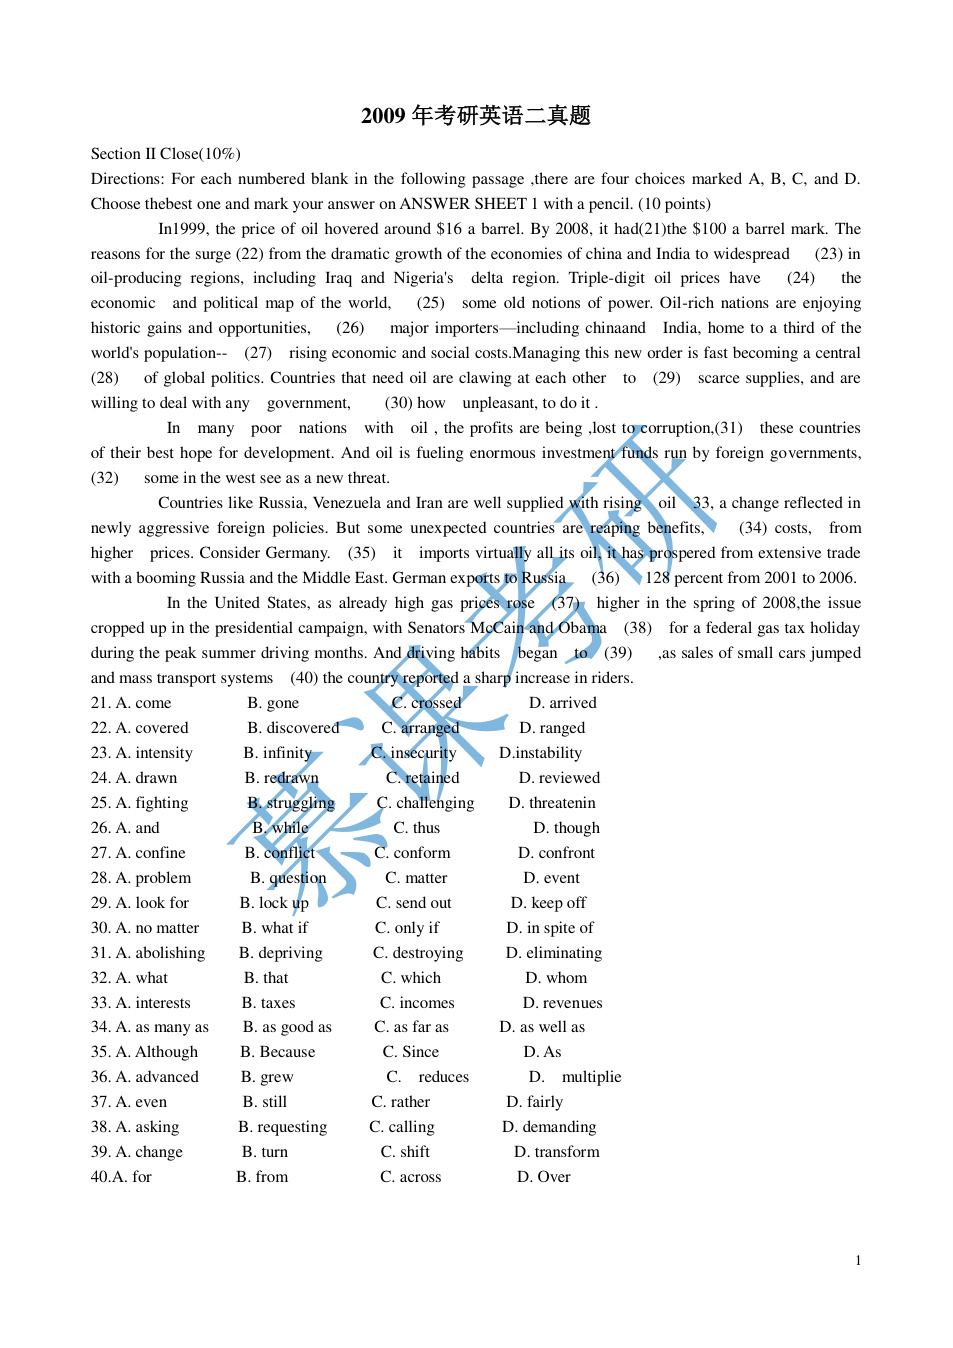 2009 年考研英语二真题
Section II Close(10%)
Directions: For each numbered blank in the following passage ,there are four choices marked A, B, C, and D.
Choose thebest one and mark your answer on ANSWER SHEET 1 with a pencil. (10 points)
In1999, the price of oil hovered around $16 a barrel. By 2008, it had(21)the $100 a barrel mark. The
reasons for the surge (22) from the dramatic growth of the economies of china and India to widespread (23) in
oil-producing regions, including Iraq and Nigeria's delta region. Triple-digit oil prices have (24) the
economic and political map of the world, (25) some old notions of power. Oil-rich nations are enjoying
historic gains and opportunities, (26) major importers—including chinaand India, home to a third of the
world's population-- (27) rising economic and social costs.Managing this new order is fast becoming a central
(28) of global politics. Countries that need oil are clawing at each other to (29) scarce supplies, and are
willing to deal with any government, (30) how unpleasant, to do it .
In many poor nations with oil , the profits are being ,lost to corruption,(31) these countries
of their best hope for development. And oil is fueling enormous investment funds run by foreign governments,
(32) some in the west see as a new threat.
Countries like Russia, Venezuela and Iran are well supplied with rising oil 33, a change reflected in
newly aggressive foreign policies. But some unexpected countries are reaping benefits, (34) costs, from
higher prices. Consider Germany. (35) it imports virtually all its oil, it has prospered from extensive trade
with a booming Russia and the Middle East. German exports to Russia (36) 128 percent from 2001 to 2006.
In the United States, as already high gas prices rose (37) higher in the spring of 2008,the issue
cropped up in the presidential campaign, with Senators McCain and Obama (38) for a federal gas tax holiday
during the peak summer driving months. And driving habits began to (39) ,as sales of small cars jumped
and mass transport systems (40) the country reported a sharp increase in riders.
21. A. come B. gone C. crossed D. arrived
22. A. covered B. discovered C. arranged D. ranged
23. A. intensity B. infinity C. insecurity D.instability
24. A. drawn B. redrawn C. retained D. reviewed
25. A. fighting B. struggling C. challenging D. threatenin
26. A. and B. while C. thus D. though
27. A. confine B. conflict C. conform D. confront
28. A. problem B. question C. matter D. event
29. A. look for B. lock up C. send out D. keep off
30. A. no matter B. what if C. only if D. in spite of
31. A. abolishing B. depriving C. destroying D. eliminating
32. A. what B. that C. which D. whom
33. A. interests B. taxes C. incomes D. revenues
34. A. as many as B. as good as C. as far as D. as well as
35. A. Although B. Because C. Since D. As
36. A. advanced B. grew C. reduces D. multiplie
37. A. even B. still C. rather D. fairly
38. A. asking B. requesting C. calling D. demanding
39. A. change B. turn C. shift D. transform
40.A. for B. from C. across D. Over
慕课考研
1